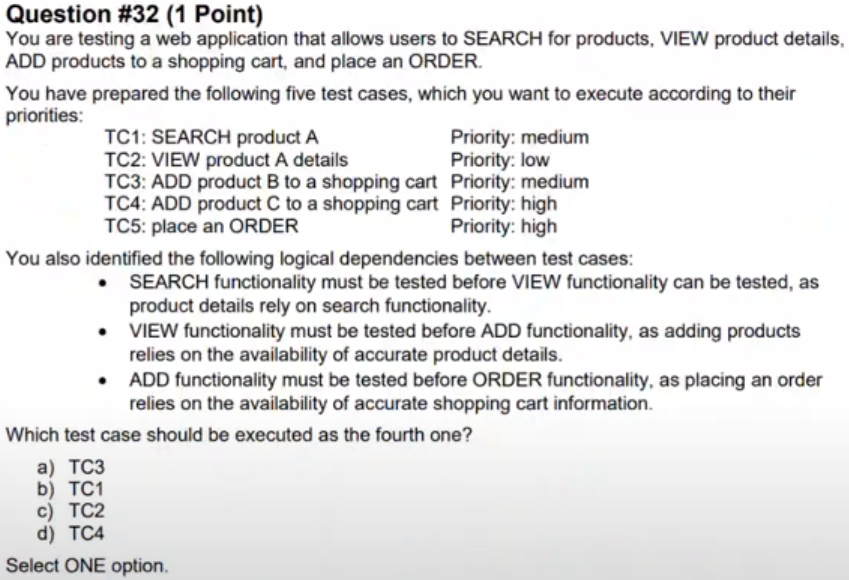 Question #32 (1 Point)
You are testing a web application that allows users to SEARCH for products, VIEW product details,
ADD products to a shopping cart, and place an ORDER.
You have prepared the following five test cases, which you want to execute according to their
priorities:
TC1: SEARCH product A Priority: medium
TC2: VIEW product A details Priority: low
TC3: ADD product B to a shopping cart Priority: medium
TC4: ADD product C to a shopping cart Priority: high
TC5: place an ORDER Priority: high
You also identified the following logical dependencies between test cases:
• SEARCH functionality must be tested before VIEW functionality can be tested, as
product details rely on search functionality.
• VIEW functionality must be tested before ADD functionality, as adding products
relies on the availability of accurate product details.
• ADD functionality must be tested before ORDER functionality, as placing an order
relies on the availability of accurate shopping cart information.
Which test case should be executed as the fourth one?
a) TC3
b) TC1
c) TC2
d) TC4
Select ONE option.